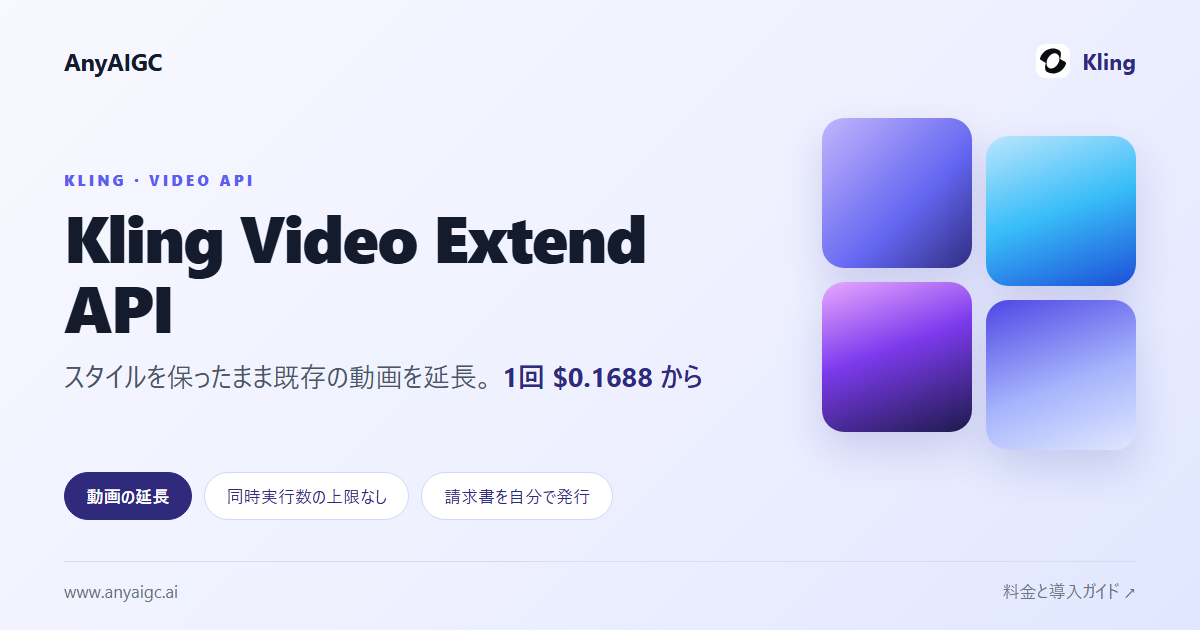 AnyAIGC
Kling
KLING · VIDEO API
Kling Video Extend
API
スタイルを保ったまま既存の動画を延長。1回 $0.1688 から
動画の延長
同時実行数の上限なし
請求書を自分で発行
www.anyaigc.ai
料金と導入ガイド ↗